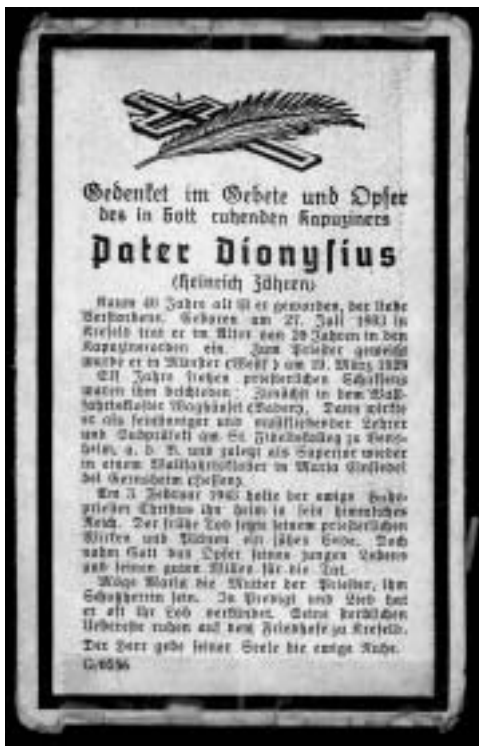 Gedenket im Gebete und Opfer
des in Gott ruhenden Kapuziners
Pater Dionysius
(Heinrich Zähren)
Kaum 40 Jahre alt ist er geworden, der liebe
Verstorbene. Geboren am 27. Juli 1903 in
Krefeld trat er im Alter von 20 Jahren in den
Kapuzinerorden ein. Zum Priester geweiht
wurde er in Münster (Westf.) am 19. März 1929
Elf Jahre frohen priesterlichen Schaffens
waren ihm beschieden: Zunächst in dem Wall-
fahrtskloster Waghäusel (Baden). Dann wirkte
er als feinsinniger und musikliebender Lehrer
und Subpräfekt am St. Fideliskolleg zu Bens-
heim, a. d. B. und zuletzt als Superior wieder
in einem Wallfahrtskloster in Maria Einsiedel
bei Gernsheim (Hessen).
Am 3. Februar holte der ewige Hohe-
priester Christus ihn heim in sein himmlisches
Reich. Der frühe Tod setzte seinem priesterlichen
Wirken und Planen ein jähes Ende. Doch
nahm Gott das Opfer seines jungen Lebens
und seinen guten Willen für die Tat.
Möge Maria die Mutter der Priester, ihm
Schutzherrin sein. In Predigt und Lied hat
er oft ihr Lob verkündet. Seine sterblichen
Ueberreste ruhen auf dem Friedhofe zu Krefeld.
Der Herr gebe seiner Seele die ewige Ruhe.
G/0556